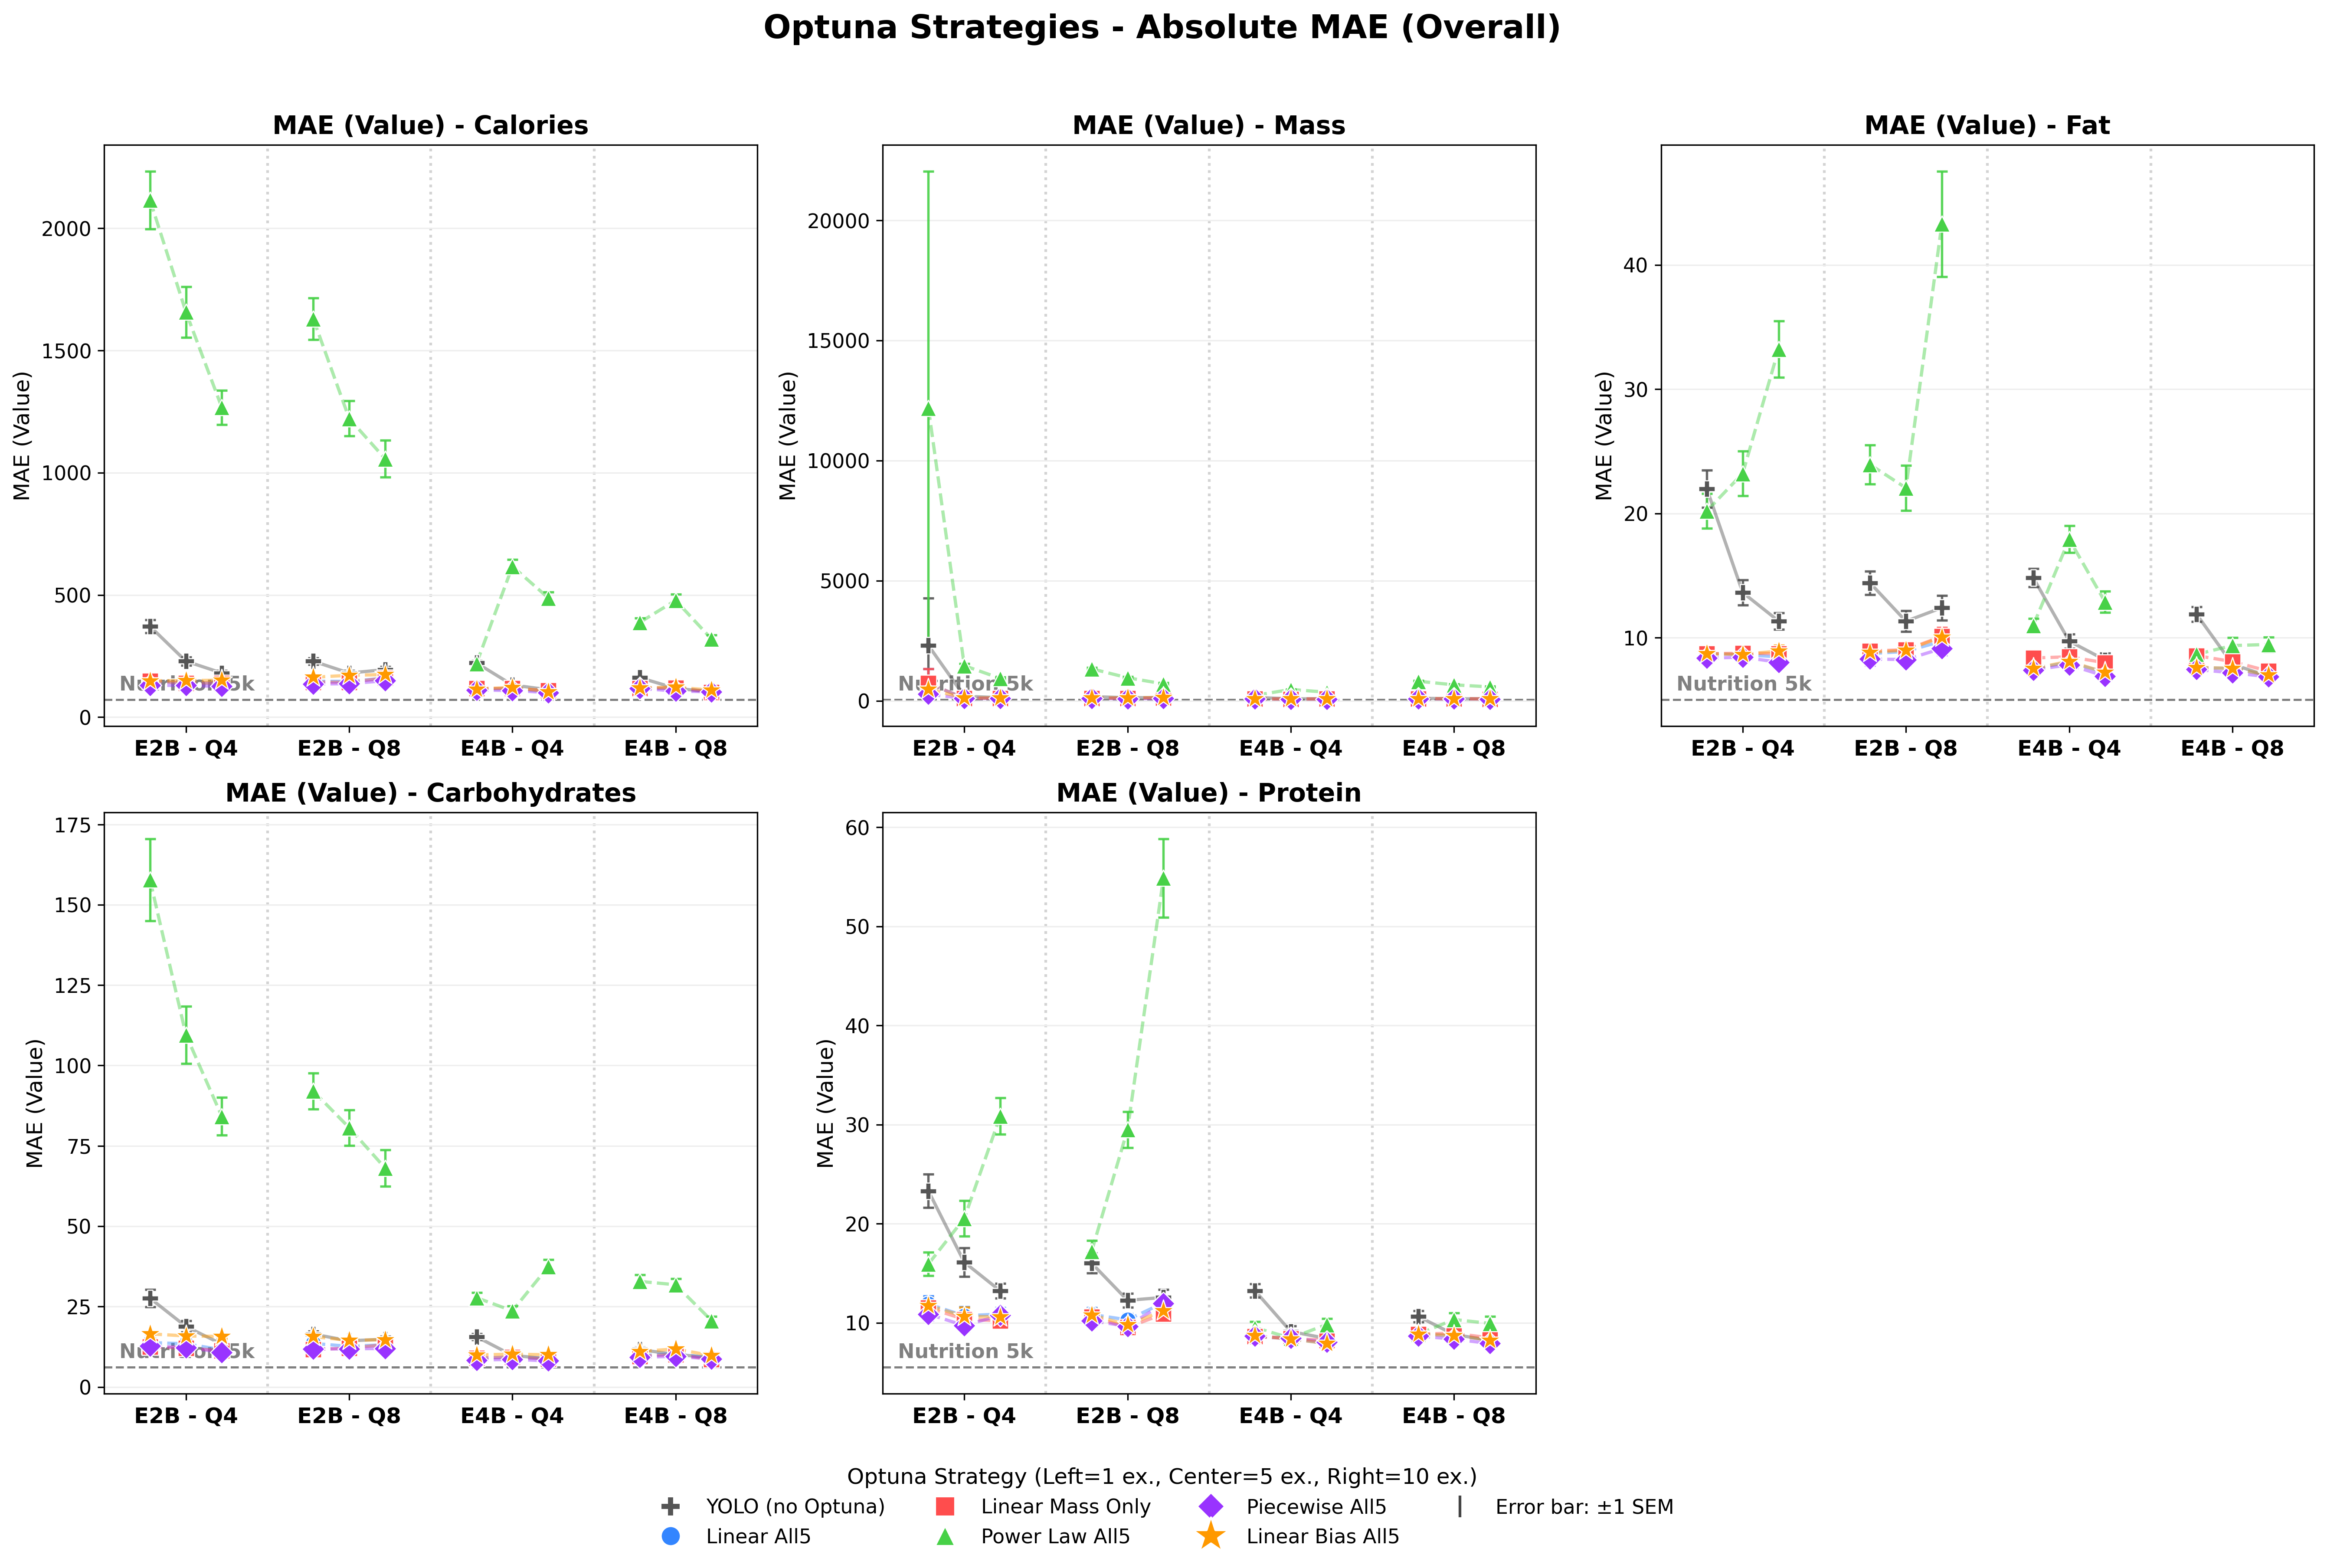 Optuna Strategies - Absolute MAE (Overall)
MAE (Value) - Calories
MAE (Value)
2000
1500
1000
500
0
Nutrition 5k
E2B - Q4
E2B - Q8
E4B - Q4
E4B - Q8
MAE (Value) - Mass
MAE (Value)
20000
15000
10000
5000
0
Nutrition 5k
E2B - Q4
E2B - Q8
E4B - Q4
E4B - Q8
MAE (Value) - Fat
MAE (Value)
40
30
20
10
Nutrition 5k
E2B - Q4
E2B - Q8
E4B - Q4
E4B - Q8
MAE (Value) - Carbohydrates
MAE (Value)
175
150
125
100
75
50
25
0
Nutrition 5k
E2B - Q4
E2B - Q8
E4B - Q4
E4B - Q8
MAE (Value) - Protein
MAE (Value)
60
50
40
30
20
10
Nutrition 5k
E2B - Q4
E2B - Q8
E4B - Q4
E4B - Q8
Optuna Strategy (Left=1 ex., Center=5 ex., Right=10 ex.)
YOLO (no Optuna)
Linear All5
Linear Mass Only
Power Law All5
Piecewise All5
Linear Bias All5
Error bar: ±1 SEM